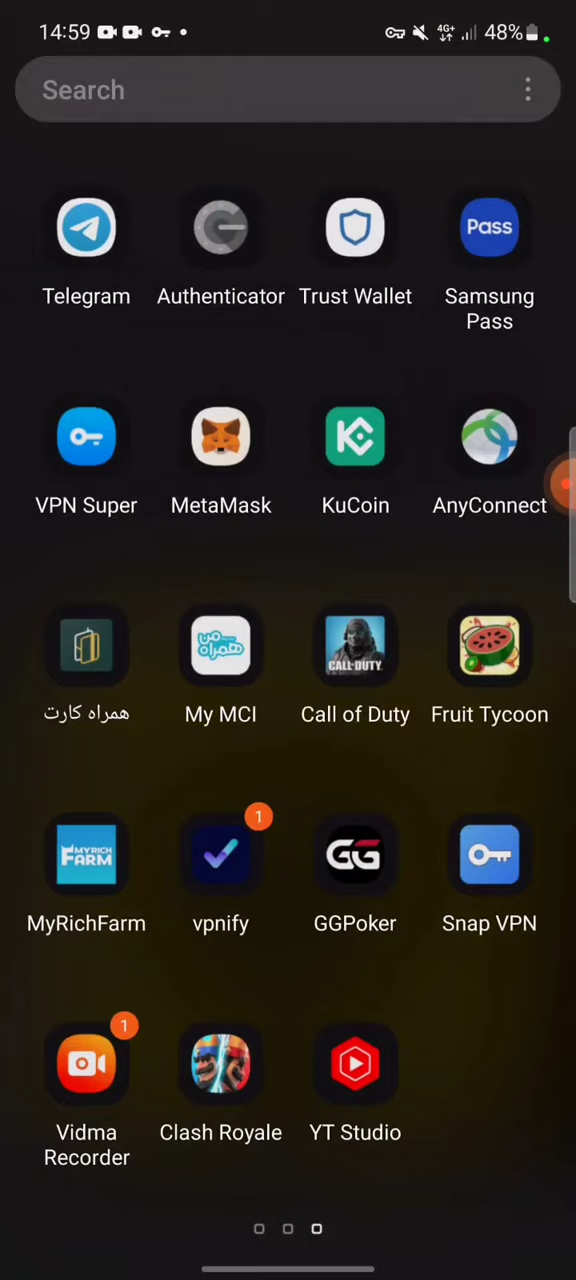 14:59 4G+ 48%
Search
Pass
Telegram Authenticator Trust Wallet Samsung
Pass
VPN Super MetaMask KuCoin AnyConnect
همراه من
CALL OF DUTY
همراه کارت My MCI Call of Duty Fruit Tycoon
1
MY RICH
FARM
GG
MyRichFarm vpnify GGPoker Snap VPN
1
Vidma Clash Royale YT Studio
Recorder